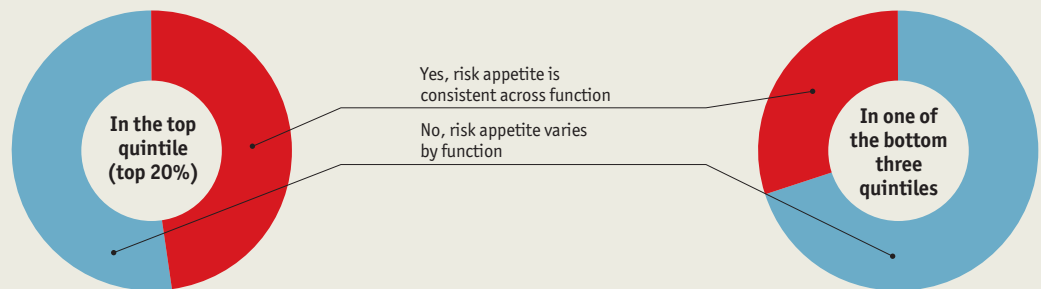 In the top
quintile
(top 20%)
Yes, risk appetite is
consistent across function
No, risk appetite varies
by function
In one of
the bottom
three
quintiles